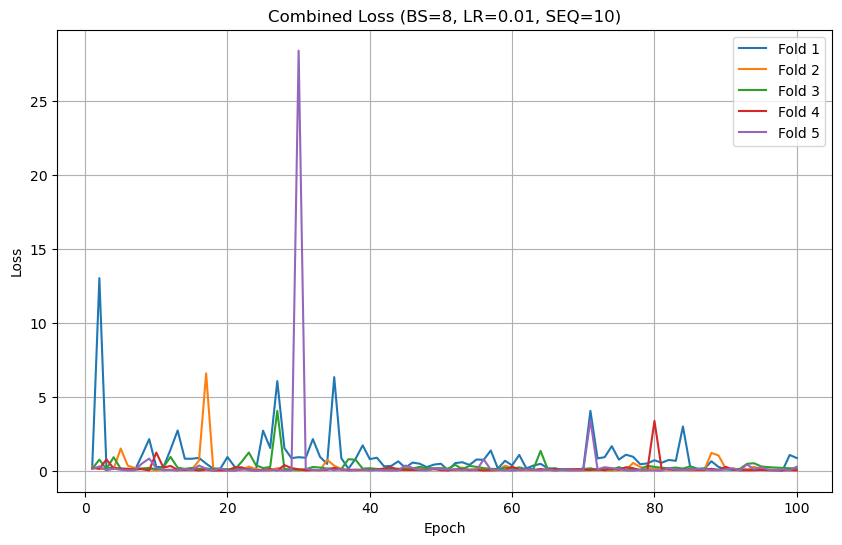 Combined Loss (BS=8, LR=0.01, SEQ=10)
Fold 1
Fold 2
Fold 3
Fold 4
Fold 5
Loss
25
20
15
10
5
0
0 20 40 60 80 100
Epoch